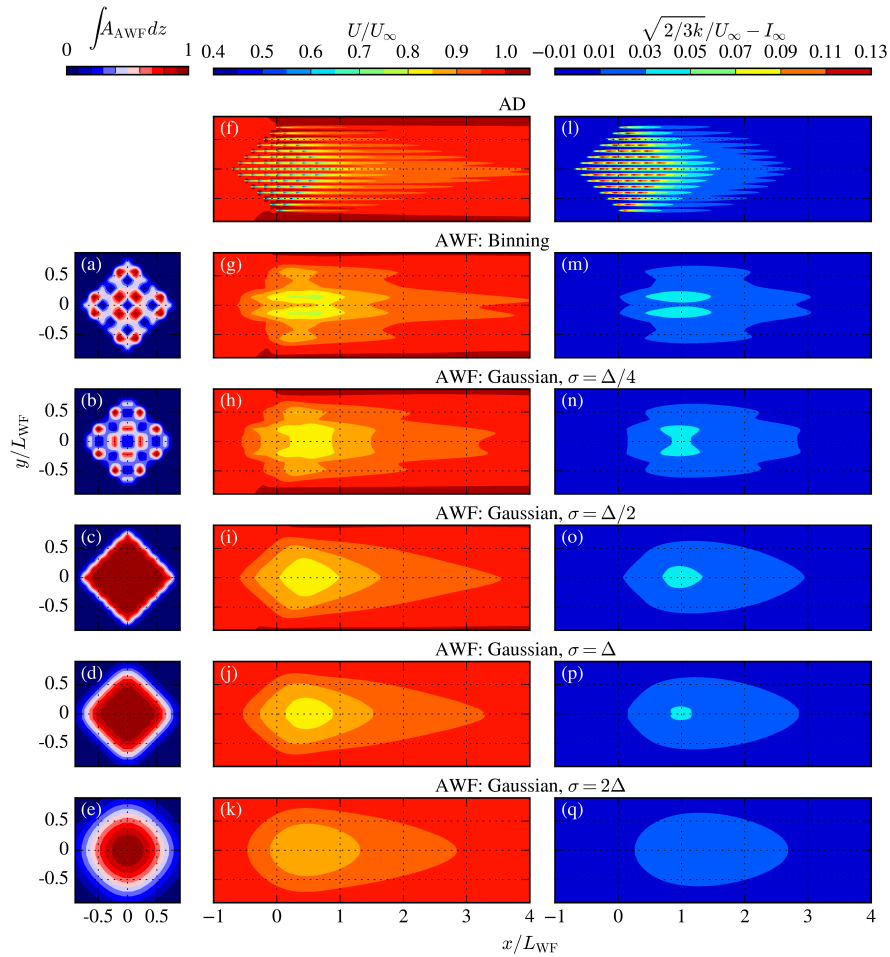 ∫A_AWF dz
U/U∞
√2/3k/U∞ − I∞
0 1
0.4 0.5 0.6 0.7 0.8 0.9 1.0
−0.01 0.01 0.03 0.05 0.07 0.09 0.11 0.13
AD
(f) (l)
AWF: Binning
(a) (g) (m)
0.5
0
-0.5
AWF: Gaussian, σ = Δ/4
(b) (h) (n)
0.5
0
-0.5
y/L_WF
AWF: Gaussian, σ = Δ/2
(c) (i) (o)
0.5
0
-0.5
AWF: Gaussian, σ = Δ
(d) (j) (p)
0.5
0
-0.5
AWF: Gaussian, σ = 2Δ
(e) (k) (q)
0.5
0
-0.5
−0.5 0 0.5 −1 0 1 2 3 4 −1 0 1 2 3 4
x/L_WF